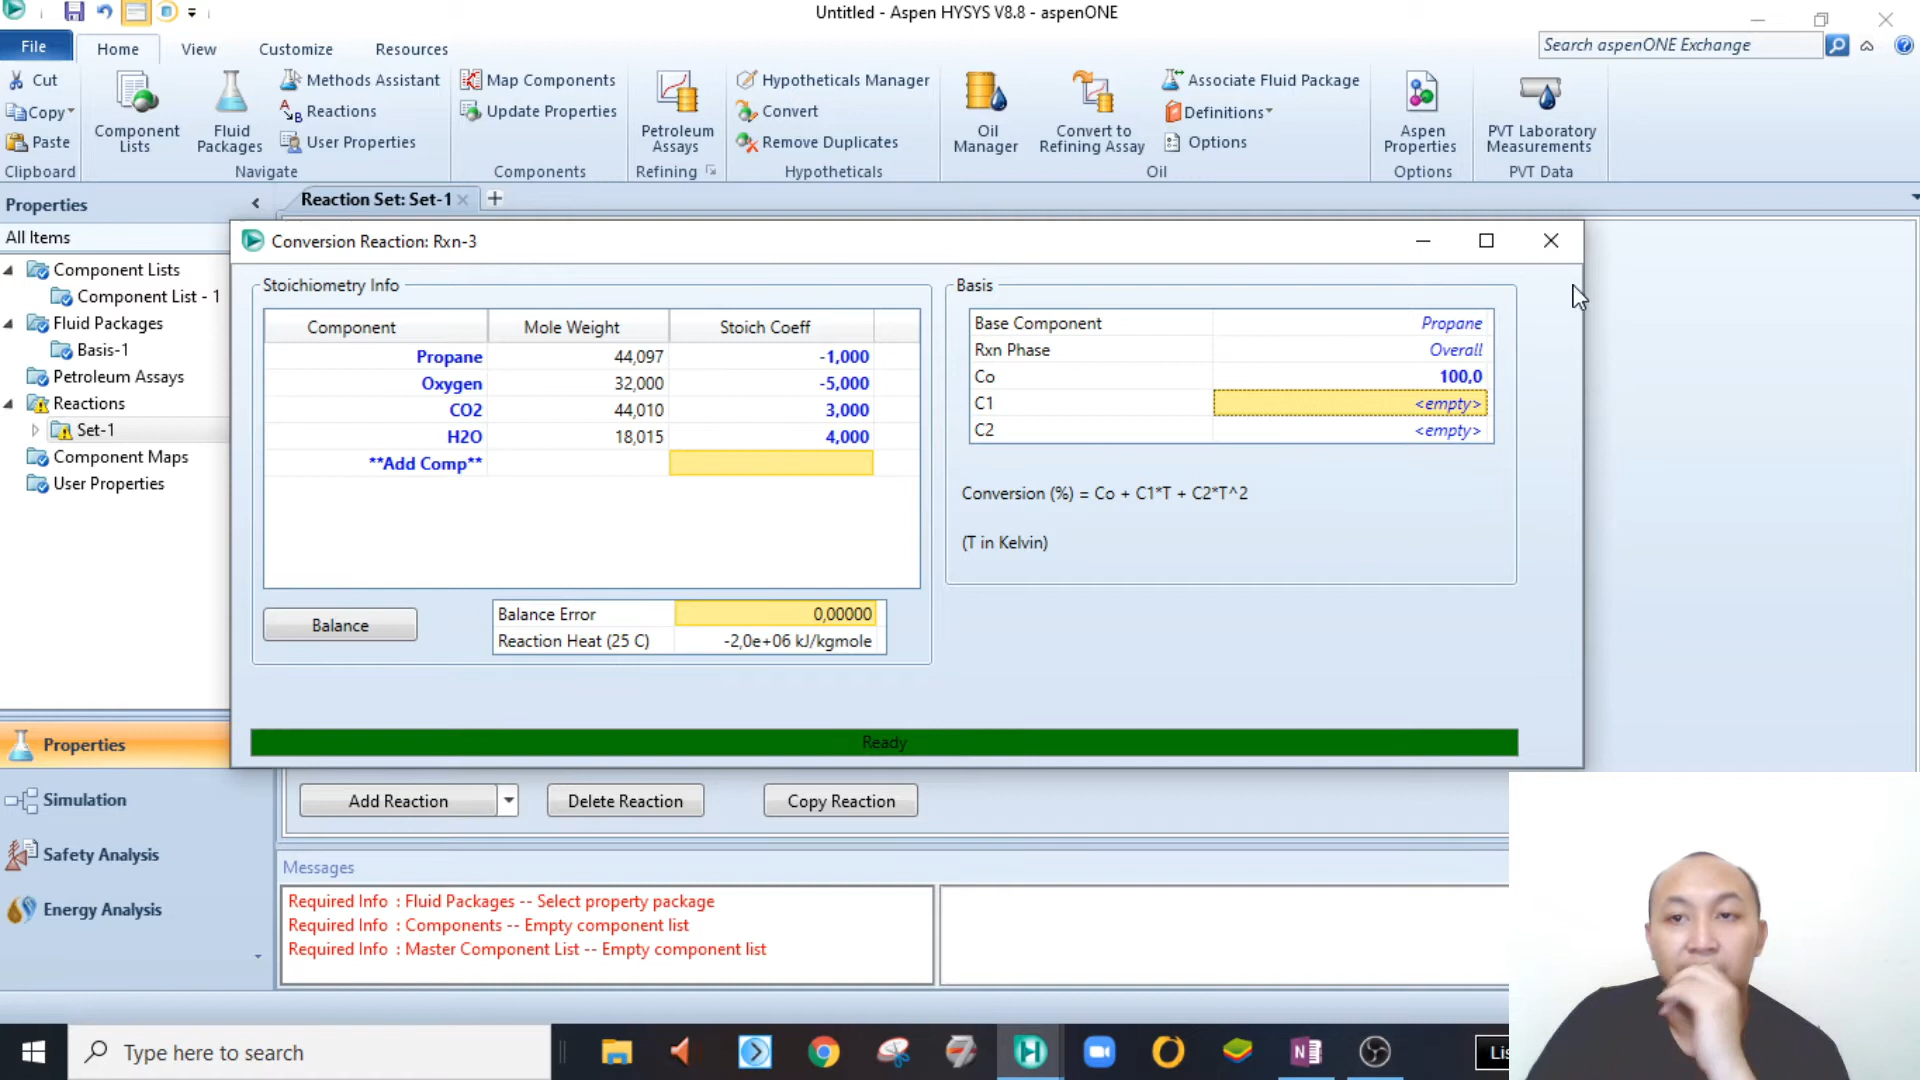 Untitled - Aspen HYSYS V8.8 - aspenONE
File
Home
View
Customize
Resources
Search aspenONE Exchange
Cut
Copy
Paste
Clipboard
Component Lists
Fluid Packages
Methods Assistant
Reactions
User Properties
Navigate
Map Components
Update Properties
Components
Petroleum Assays
Refining
Hypotheticals Manager
Convert
Remove Duplicates
Hypotheticals
Oil Manager
Convert to Refining Assay
Associate Fluid Package
Definitions
Options
Oil
Aspen Properties
Options
PVT Laboratory Measurements
PVT Data
Properties
Reaction Set: Set-1
All Items
Component Lists
Component List - 1
Fluid Packages
Basis-1
Petroleum Assays
Reactions
Set-1
Component Maps
User Properties
Properties
Simulation
Safety Analysis
Energy Analysis
Conversion Reaction: Rxn-3
Stoichiometry Info
Component Mole Weight Stoich Coeff
Propane 44,097 -1,000
Oxygen 32,000 -5,000
CO2 44,010 3,000
H2O 18,015 4,000
**Add Comp**
Balance
Balance Error 0,00000
Reaction Heat (25 C) -2,0e+06 kJ/kgmole
Basis
Base Component Propane
Rxn Phase Overall
Co 100,0
C1 <empty>
C2 <empty>
Conversion (%) = Co + C1*T + C2*T^2
(T in Kelvin)
Ready
Add Reaction
Delete Reaction
Copy Reaction
Messages
Required Info : Fluid Packages -- Select property package
Required Info : Components -- Empty component list
Required Info : Master Component List -- Empty component list
Type here to search